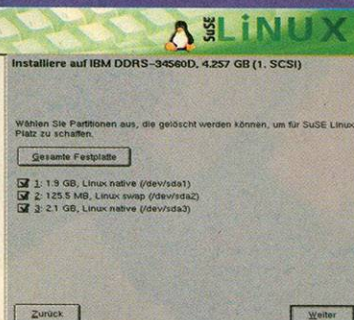 SuSE LiNUX
Installiere auf IBM DDRS-34560D, 4.257 GB (1. SCSI)
Wählen Sie Partitionen aus, die gelöscht werden können, um für SuSE Linux
Platz zu schaffen.
Gesamte Festplatte
1: 1.9 GB, Linux native (/dev/sda1)
2: 125.5 MB, Linux swap (/dev/sda2)
3: 2.1 GB, Linux native (/dev/sda3)
Zurück
Weiter